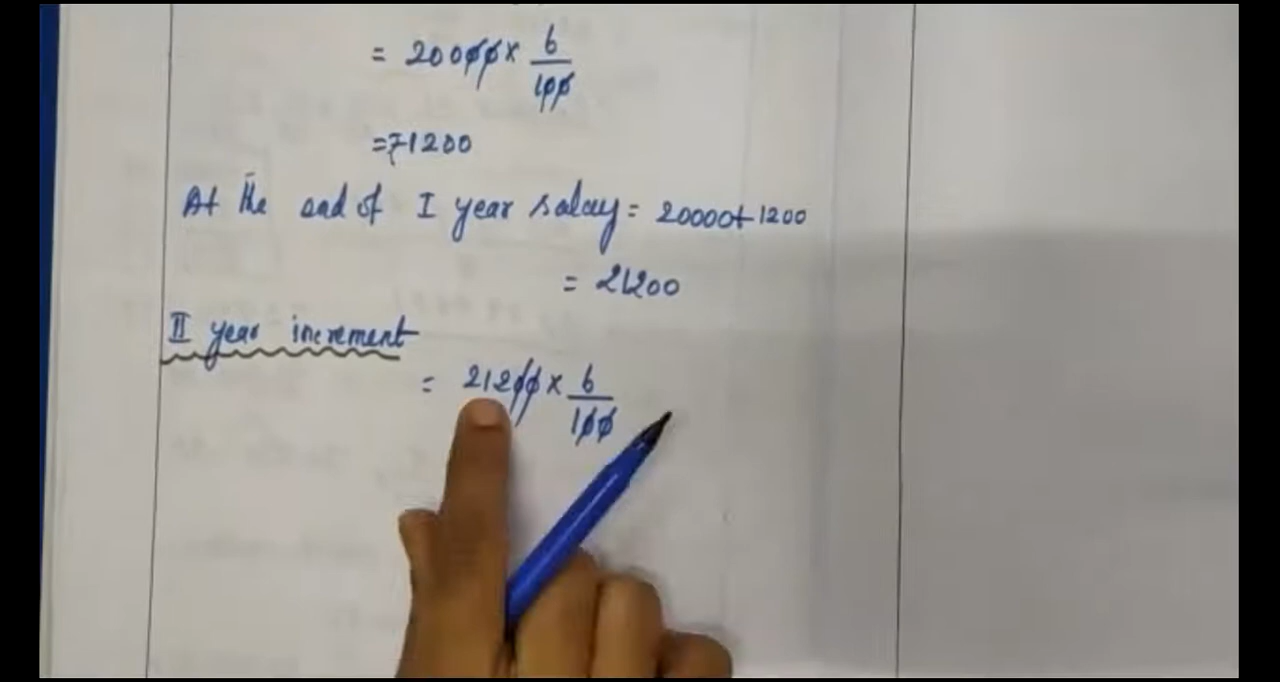 = 20000 × 6/100
= ₹1200
At the end of I year salary = 20000+1200
= 21200
II year increment
= 21200 × 6/100